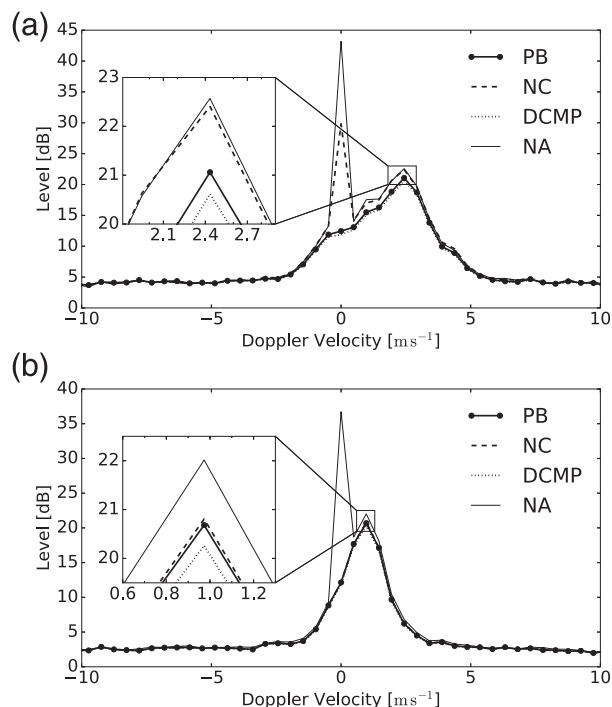 (a)
45
40
35
30
25
20
15
10
5
0
Level [dB]
23
22
21
20
2.1 2.4 2.7
PB
NC
DCMP
NA
−10 −5 0 5 10
Doppler Velocity [m s⁻¹]
(b)
40
35
30
25
20
15
10
5
0
Level [dB]
22
21
20
0.6 0.8 1.0 1.2
PB
NC
DCMP
NA
−10 −5 0 5 10
Doppler Velocity [m s⁻¹]